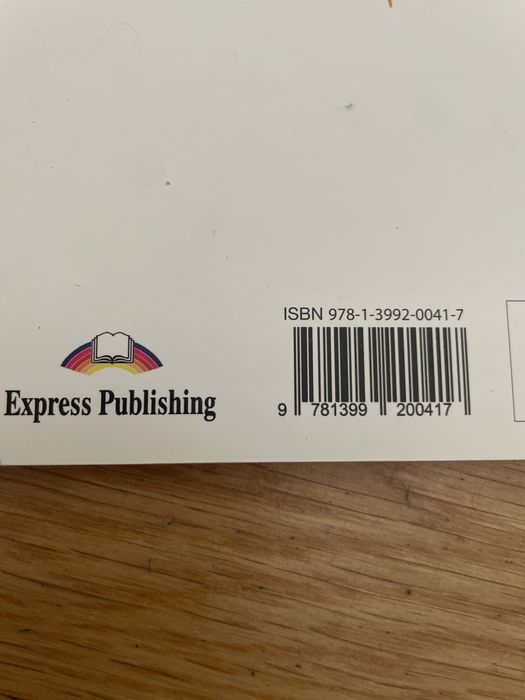 ISBN 978-1-3992-0041-7
Express Publishing
9 781399 200417